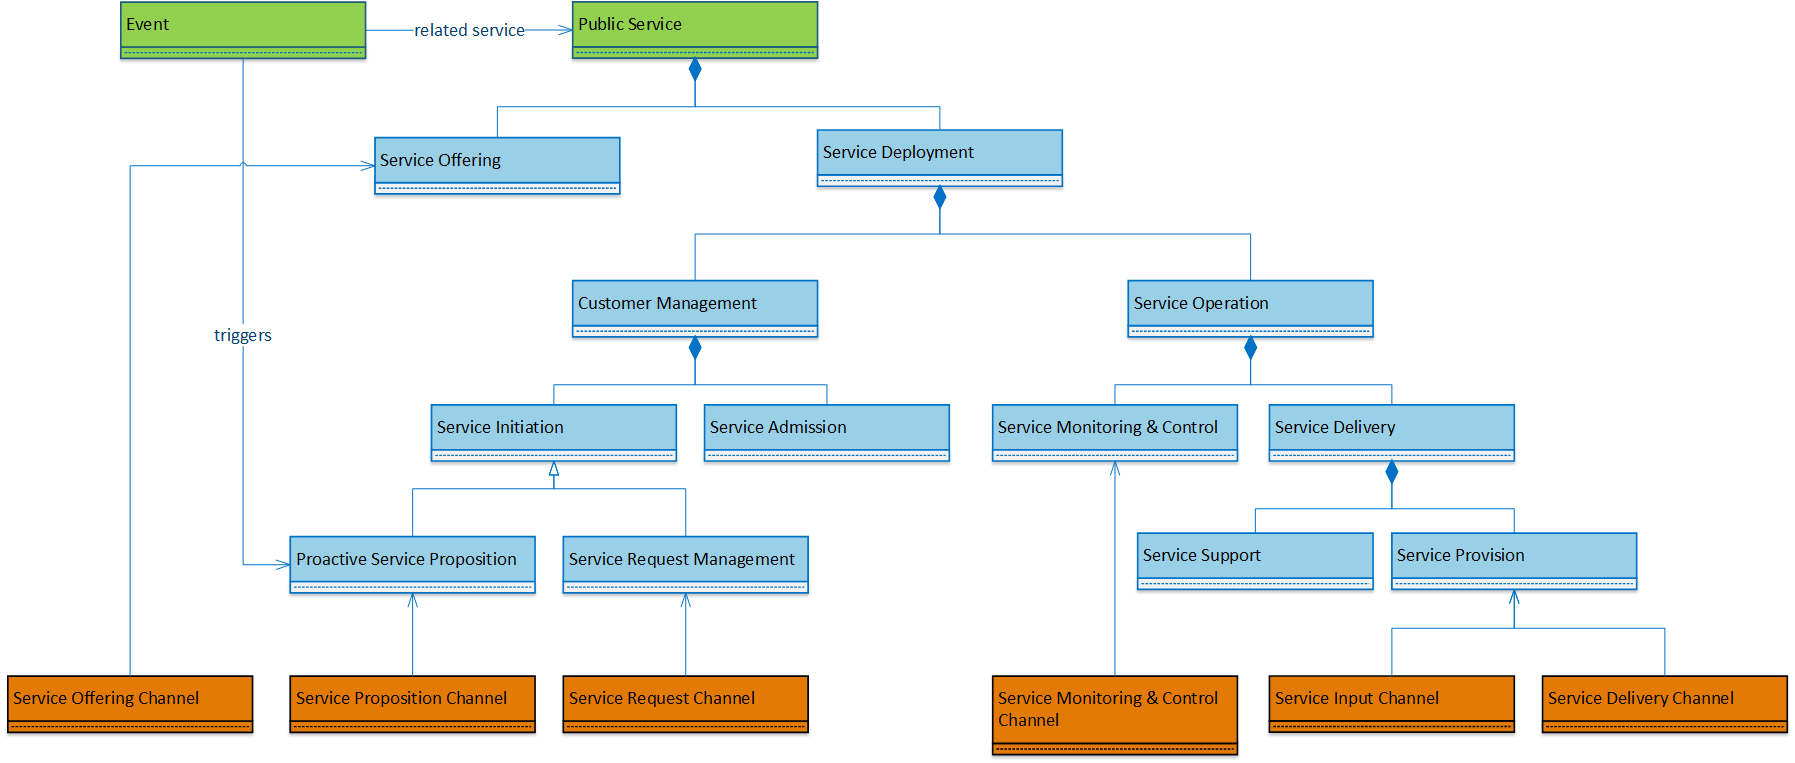 Event
related service
Public Service
Service Offering
Service Deployment
Customer Management
Service Operation
triggers
Service Initiation
Service Admission
Service Monitoring & Control
Service Delivery
Proactive Service Proposition
Service Request Management
Service Support
Service Provision
Service Offering Channel
Service Proposition Channel
Service Request Channel
Service Monitoring & Control
Channel
Service Input Channel
Service Delivery Channel